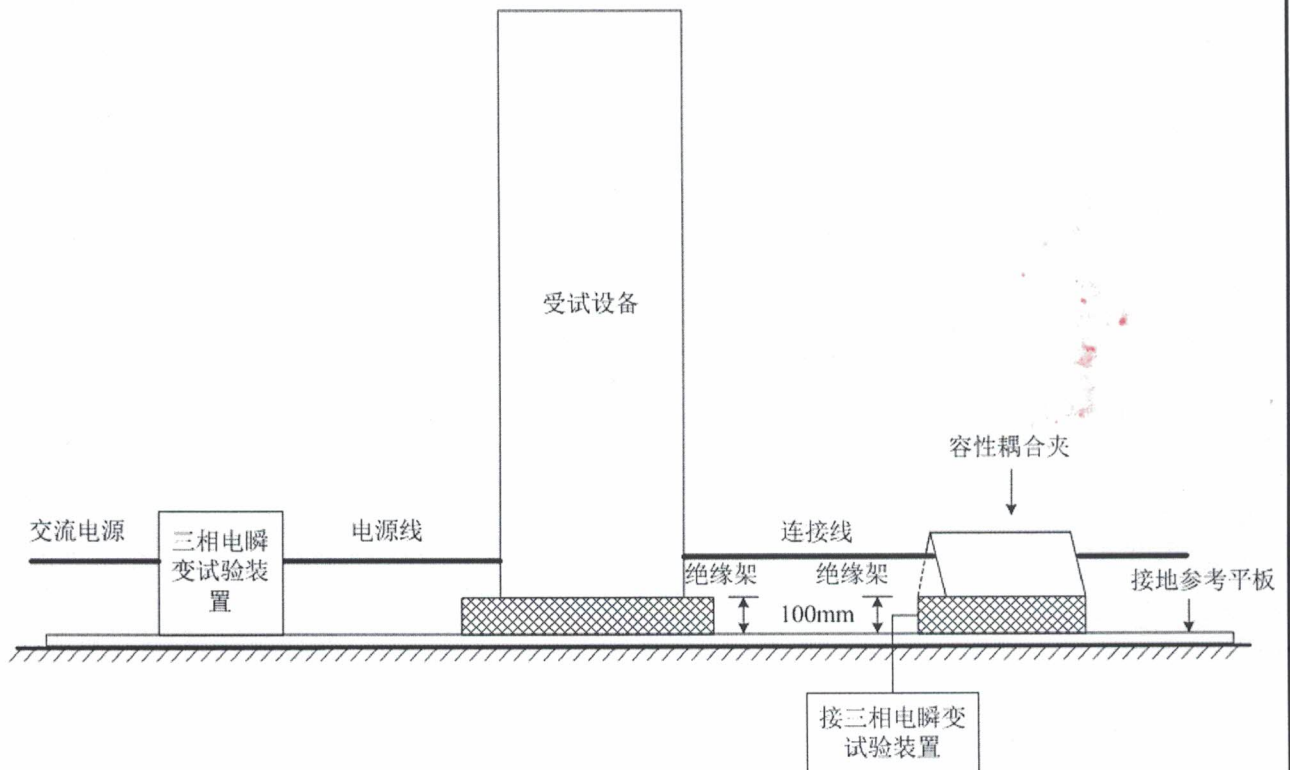 受试设备
容性耦合夹
交流电源
三相电瞬
变试验装
置
电源线
连接线
绝缘架
绝缘架
100mm
接地参考平板
接三相电瞬变
试验装置